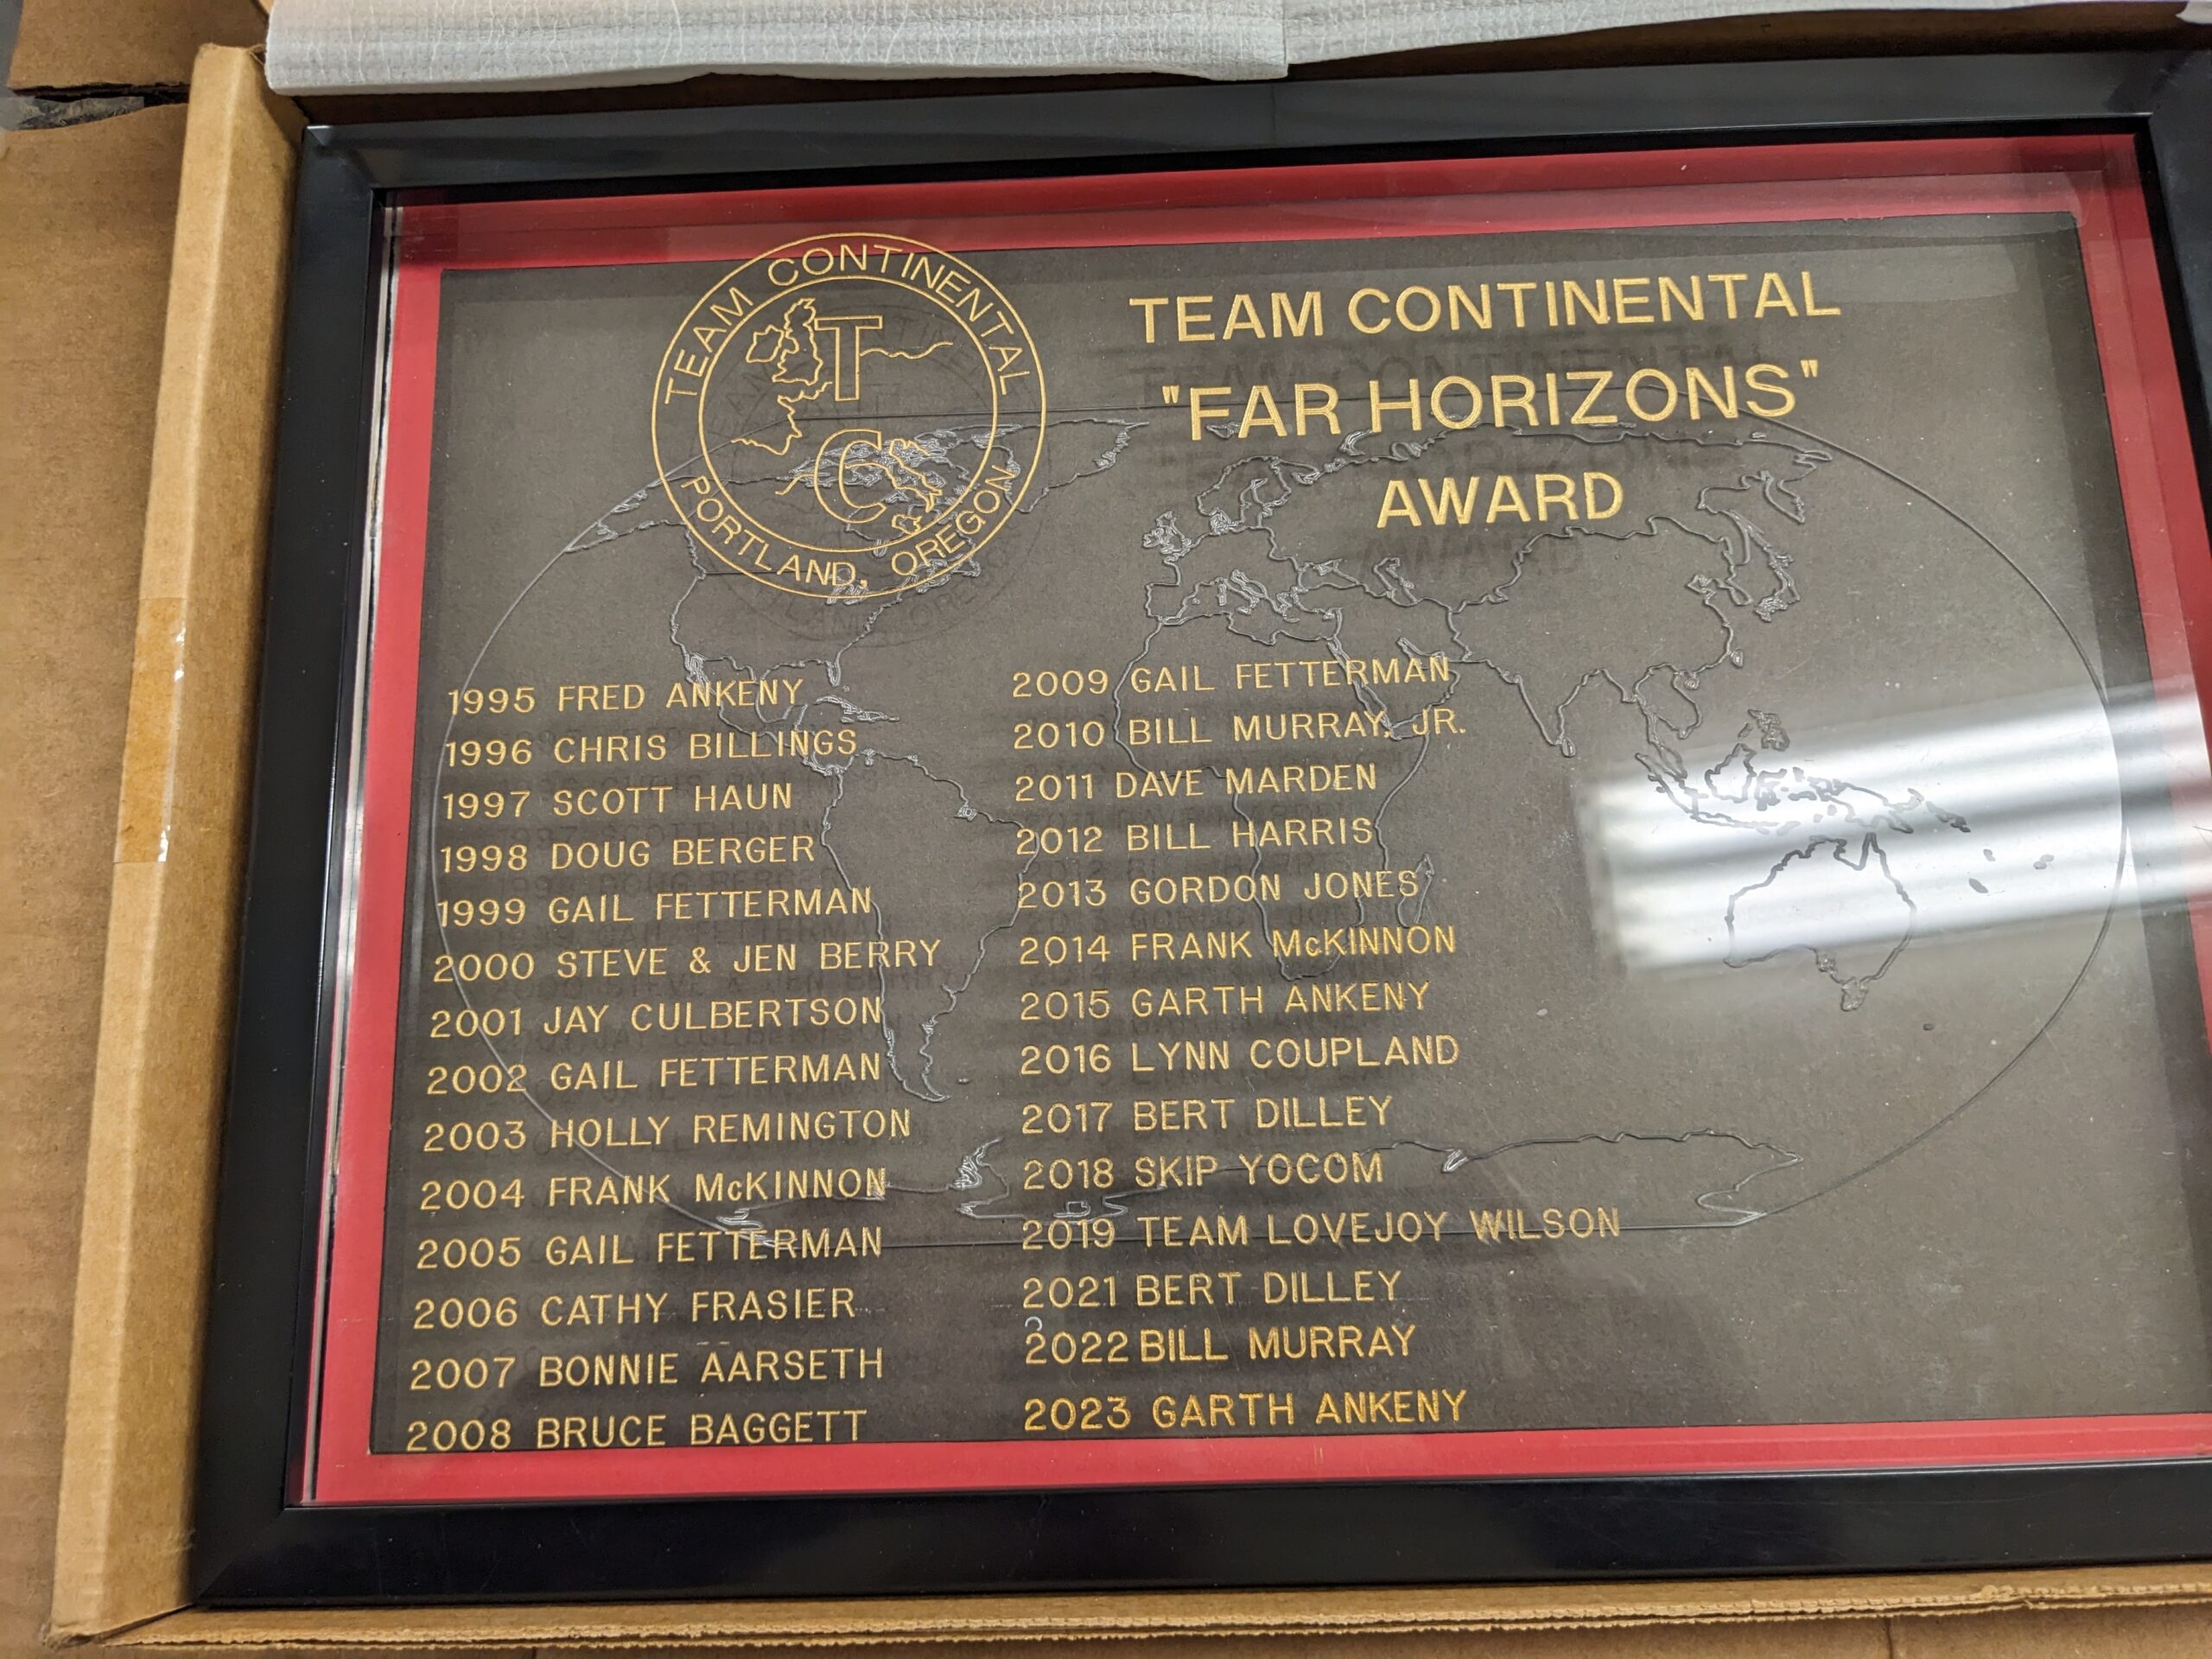 TEAM CONTINENTAL
T
C
PORTLAND, OREGON
TEAM CONTINENTAL
"FAR HORIZONS"
AWARD
1995 FRED ANKENY
1996 CHRIS BILLINGS
1997 SCOTT HAUN
1998 DOUG BERGER
1999 GAIL FETTERMAN
2000 STEVE & JEN BERRY
2001 JAY CULBERTSON
2002 GAIL FETTERMAN
2003 HOLLY REMINGTON
2004 FRANK McKINNON
2005 GAIL FETTERMAN
2006 CATHY FRASIER
2007 BONNIE AARSETH
2008 BRUCE BAGGETT
2009 GAIL FETTERMAN
2010 BILL MURRAY, JR.
2011 DAVE MARDEN
2012 BILL HARRIS
2013 GORDON JONES
2014 FRANK McKINNON
2015 GARTH ANKENY
2016 LYNN COUPLAND
2017 BERT DILLEY
2018 SKIP YOCOM
2019 TEAM LOVEJOY WILSON
2021 BERT DILLEY
2022 BILL MURRAY
2023 GARTH ANKENY